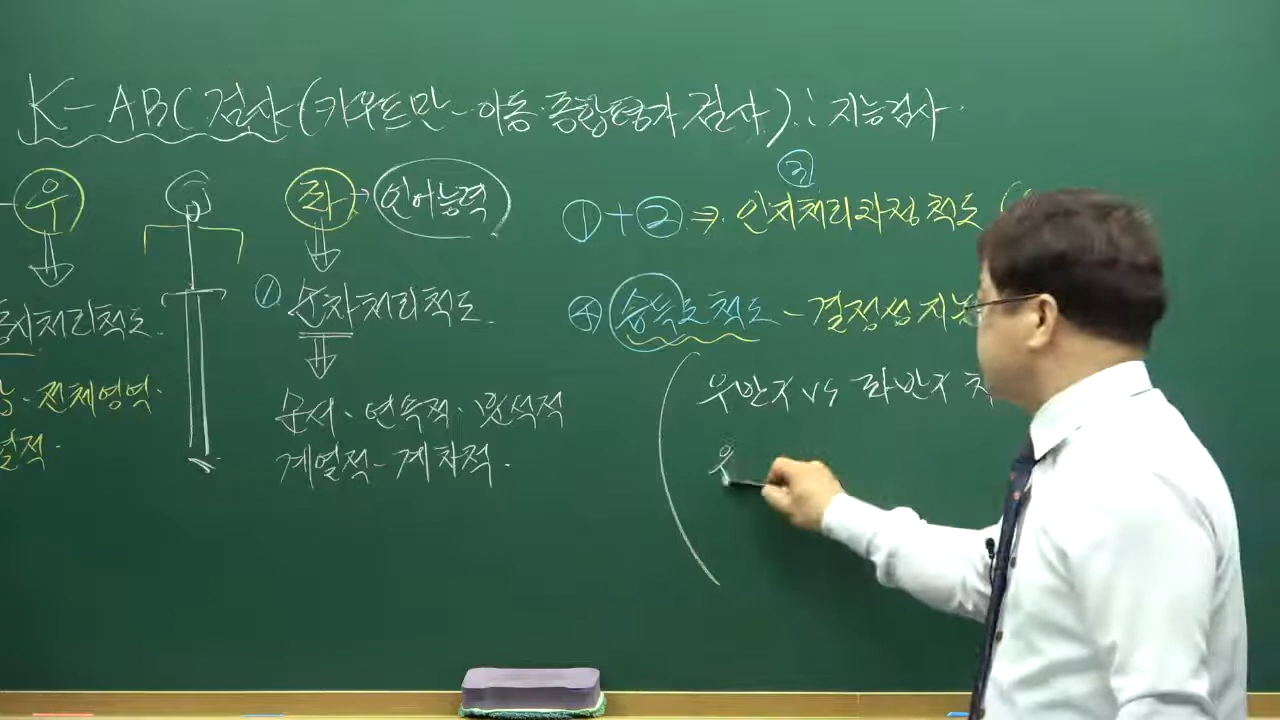 K-ABC 검사 (카우프만-아동·종합평가 검사) : 지능검사.
우
동시처리척도.
전체영역.
좌 → 언어능력
① 순차처리척도.
순서·연속적·분석적
계열적-계차적.
③
①+② ⇒ 인지처리과정 척도 (
④ 습득도척도 - 결정성 지능
우반구 vs 좌반구
우